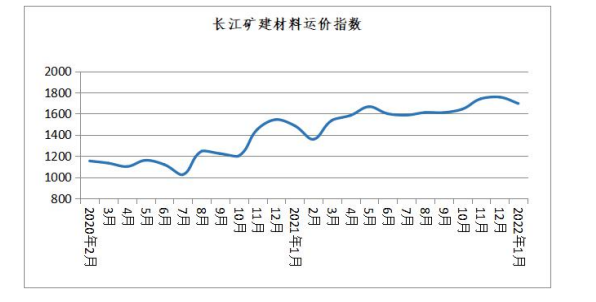 长江矿建材料运价指数
2000
1800
1600
1400
1200
1000
800
2020年2月
3月
4月
5月
6月
7月
8月
9月
10月
11月
12月
2021年1月
2月
3月
4月
5月
6月
7月
8月
9月
10月
11月
12月
2022年1月